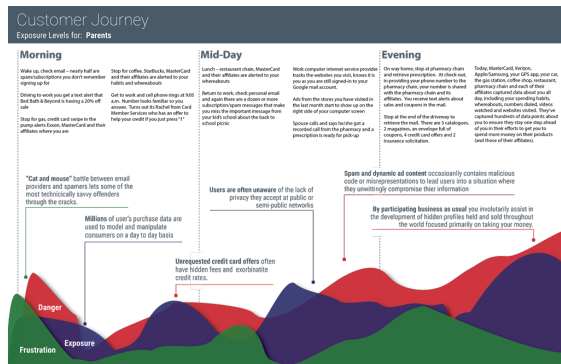 Customer Journey
Exposure Levels for: Parents
Morning
Wake up, check email – nearly half are
spam/subscriptions you don't remember
signing up for
Driving to work you get a text alert that
Bed Bath & Beyond is having a 20% off
sale
Stop for gas, credit card swipe in the
pump alerts Exxon, MasterCard and their
affiliates where you are
Stop for coffee, Starbucks, MasterCard
and their affiliates are alerted to your
habits and whereabouts
Get to work and cell phone rings at 9:05
a.m. Number looks familiar so you
answer. Turns out its Rachel from Card
Member Services who has an offer to
help your credit if you just press "1"
Mid-Day
Lunch – restaurant chain, MasterCard
and their affiliates are alerted to your
whereabouts
Return to work, check personal email
and again there are a dozen or more
subscription/spam messages that make
you miss the important message from
your kid's school about the back to
school picnic
Work computer internet service provider
tracks the websites you visit, knows it is
you as you are still signed-in to your
Google mail account.
Ads from the stores you have visited in
the last month start to show up on the
right side of your computer screen
Spouse calls and says he/she got a
recorded call from the pharmacy and a
prescription is ready for pick-up
Evening
On way home, stop at pharmacy and
retrieve prescription. At check-out,
in providing your phone number to the
pharmacy, your number is shared
with the pharmacy chain and its
affiliates. You receive text alerts about
sales and coupons in the mail.
Stop at the end of the driveway to
retrieve the mail. There are 3 catalogues,
2 magazines, an envelope full of
coupons, 4 credit card offers and 2
insurance solicitation.
Today, MasterCard, Verizon,
Apple/Samsung, your GPS app, your car,
the gas station, coffee shop, restaurant,
pharmacy and each of their
affiliates captured data about you all
day, including your spending habits,
whereabouts, numbers dialed, videos
watched and websites visited. They've
captured hundreds of data points about
you to ensure they stay one step ahead
of you in their efforts to get you to
spend more money on their products
(and those of their affiliates).
"Cat and mouse" battle between email
providers and spamers lets some of the
most technicically savvy offenders
through the cracks.
Millions of user's purchase data are
used to model and manipulate
consumers on a day to day basis
Unrequested credit card offers often
have hidden fees and exorbinatite
credit rates.
Users are often unaware of the lack of
privacy they accept at public or
semi-public networks
Spam and dynamic ad content occasionally contains malicious
code or misrepresentations to lead users into a situation where
they unwittingly compromise thier information
By participating business as usual you involutarily assist in
the development of hidden profiles held and sold throughout
the world focused primarily on taking your money.
Danger
Frustration
Exposure